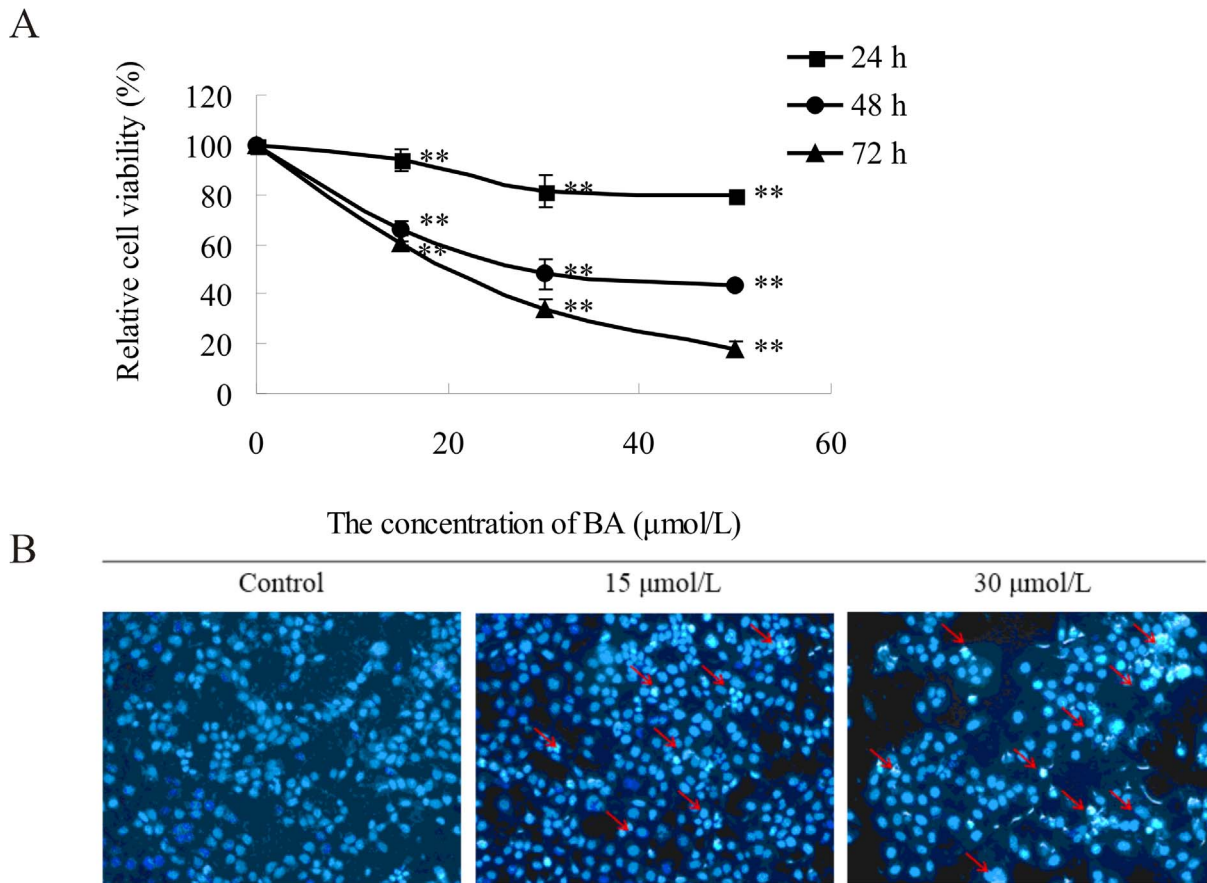 A
24 h
48 h
72 h
Relative cell viability (%)
120
100
80
60
40
20
0
**
**
**
**
**
**
**
**
**
0
20
40
60
The concentration of BA (μmol/L)
B
Control
15 μmol/L
30 μmol/L